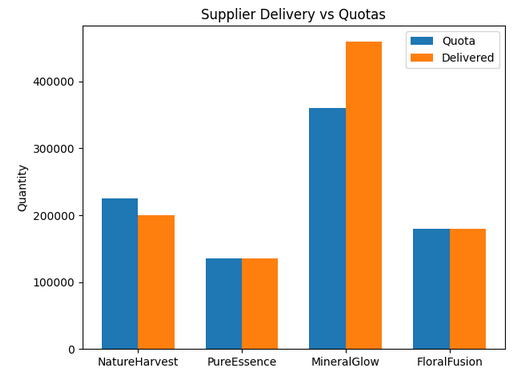 Supplier Delivery vs Quotas
Quota
Delivered
400000
300000
200000
100000
0
Quantity
NatureHarvest PureEssence MineralGlow FloralFusion